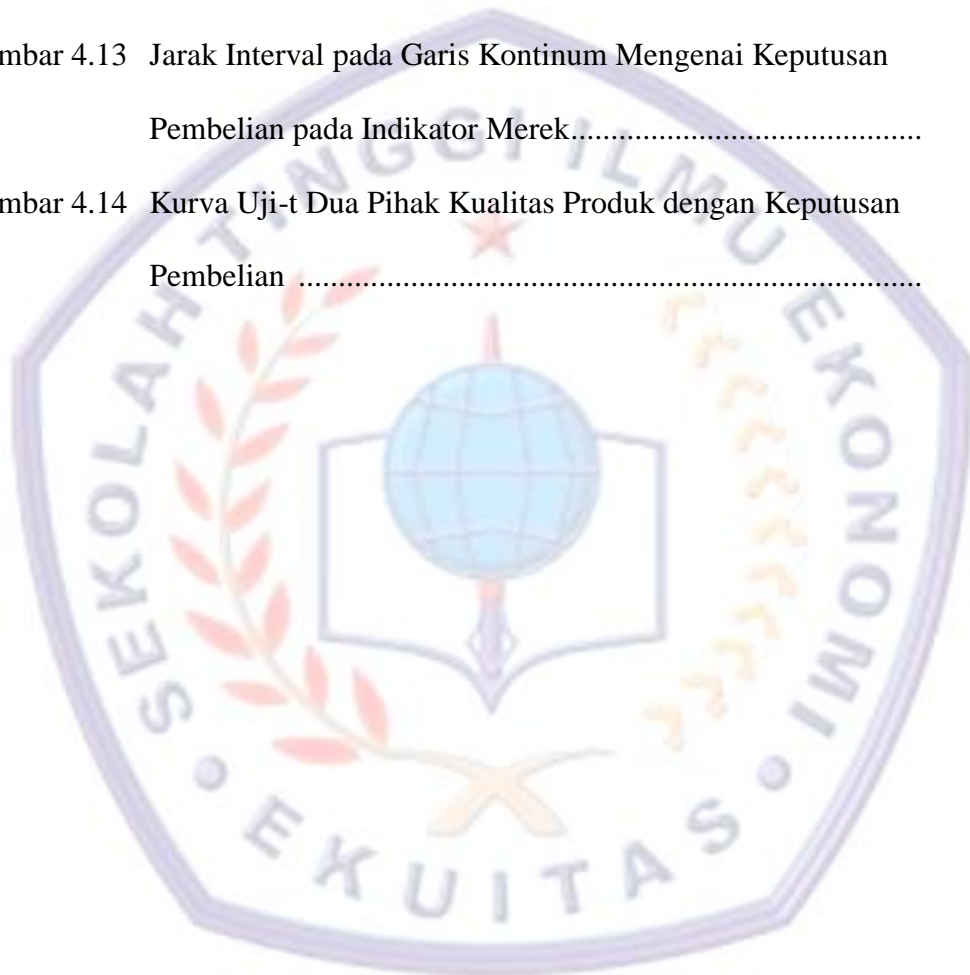 mbar 4.13 Jarak Interval pada Garis Kontinum Mengenai Keputusan
Pembelian pada Indikator Merek............................................
mbar 4.14 Kurva Uji-t Dua Pihak Kualitas Produk dengan Keputusan
Pembelian ..............................................................................
SEKOLAH TINGGI ILMU EKONOMI
• EKUITAS •